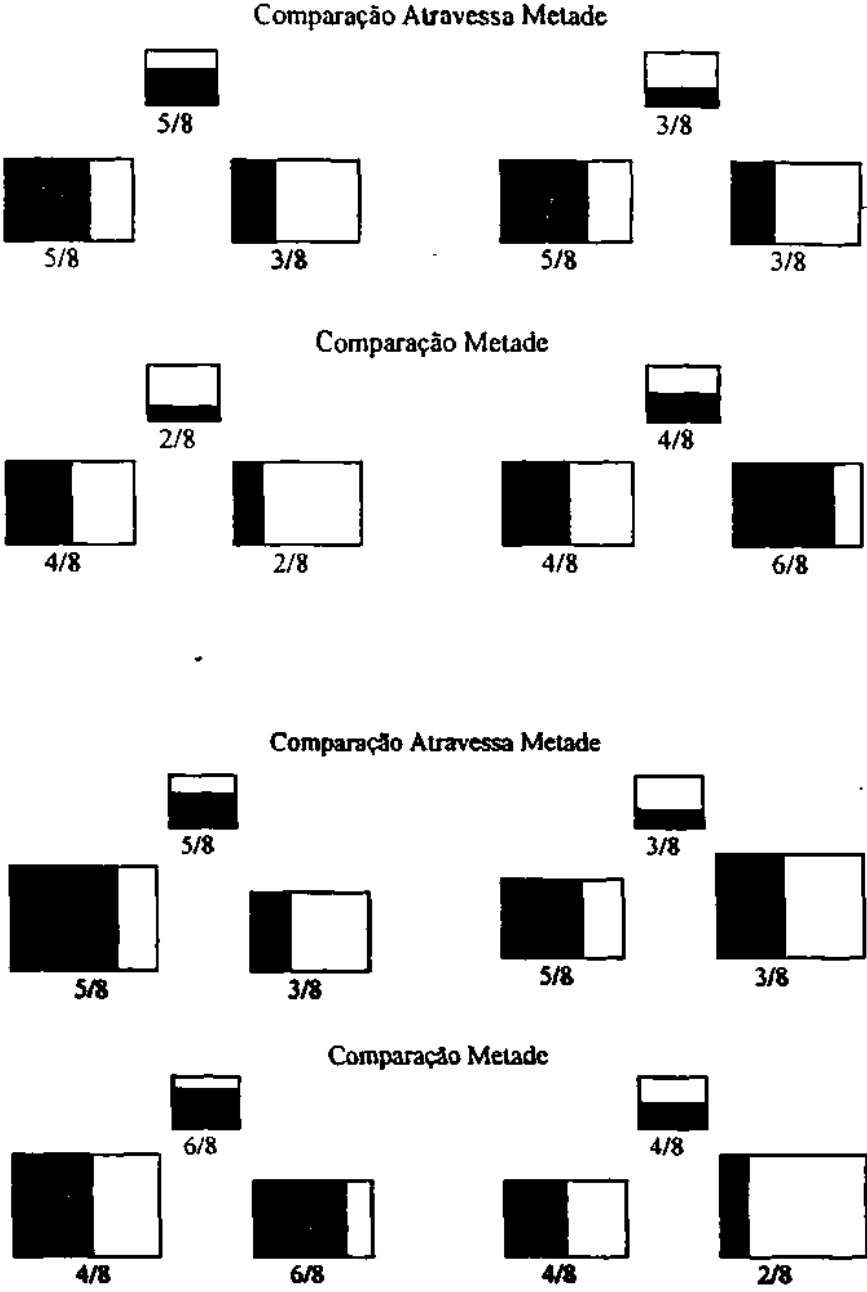 Comparação Atravessa Metade
5/8 3/8
5/8 3/8 5/8 3/8
Comparação Metade
2/8 4/8
4/8 2/8 4/8 6/8
Comparação Atravessa Metade
5/8 3/8
5/8 3/8 5/8 3/8
Comparação Metade
6/8 4/8
4/8 6/8 4/8 2/8